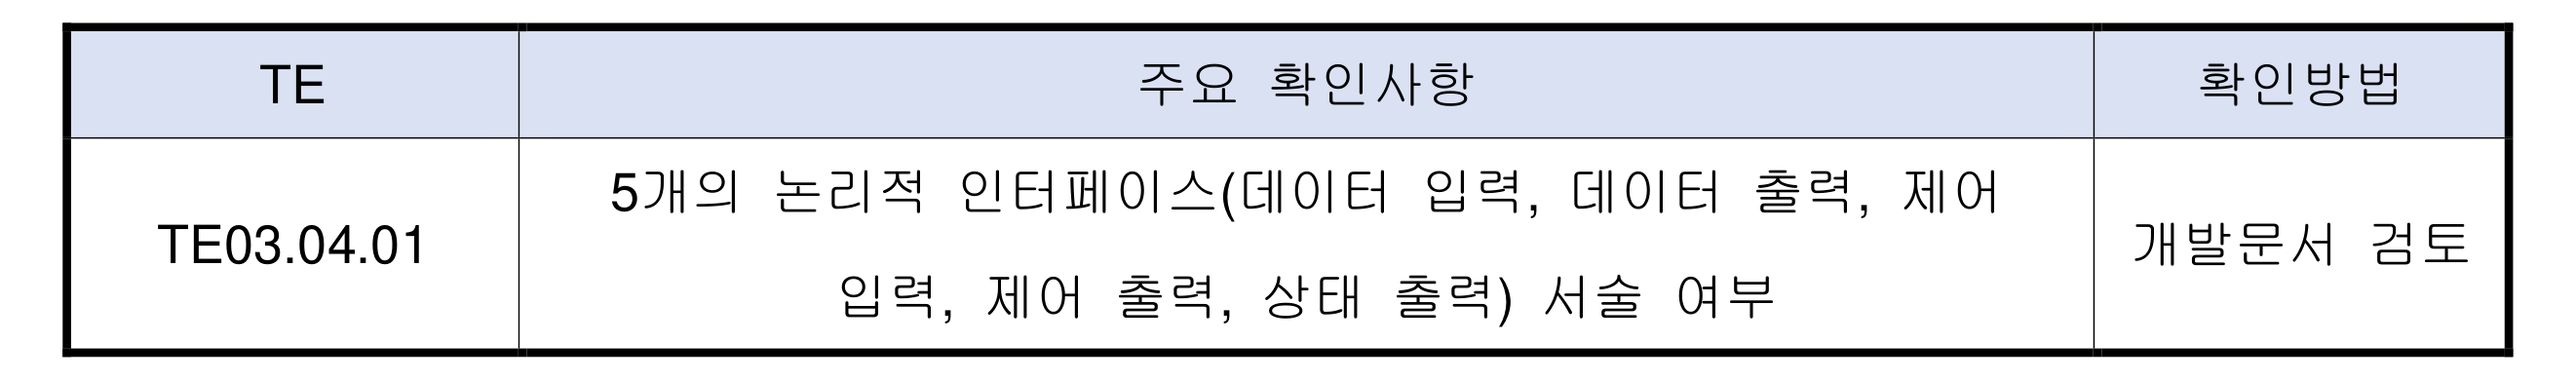 TE 주요 확인사항 확인방법
5개의 논리적 인터페이스(데이터 입력, 데이터 출력, 제어
TE03.04.01 개발문서 검토
입력, 제어 출력, 상태 출력) 서술 여부